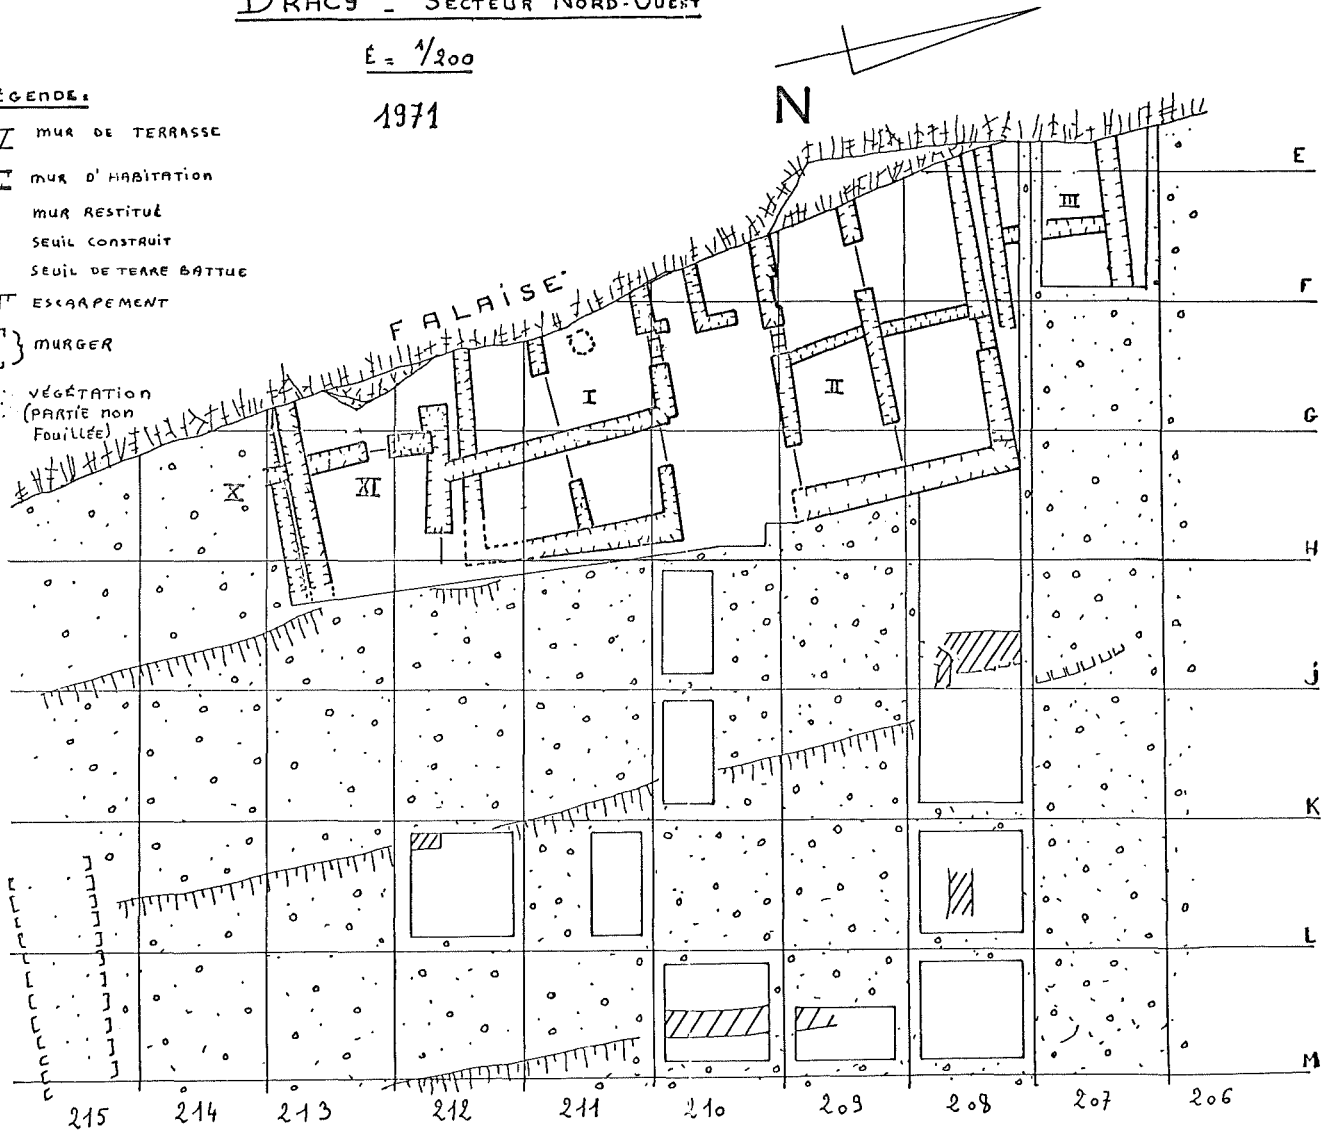 DRACY - SECTEUR NORD-OUEST
É = 1/200
1971
N
ÉGENDE:
MUR DE TERRASSE
MUR D'HABITATION
MUR RESTITUÉ
SEUIL CONSTRUIT
SEUIL DE TERRE BATTUE
ESCARPEMENT
MURGER
VÉGÉTATION
(PARTIE NON
FOUILLÉE)
FALAISE
E
III
F
I
II
G
X
XI
H
J
K
L
M
215 214 213 212 211 210 209 208 207 206